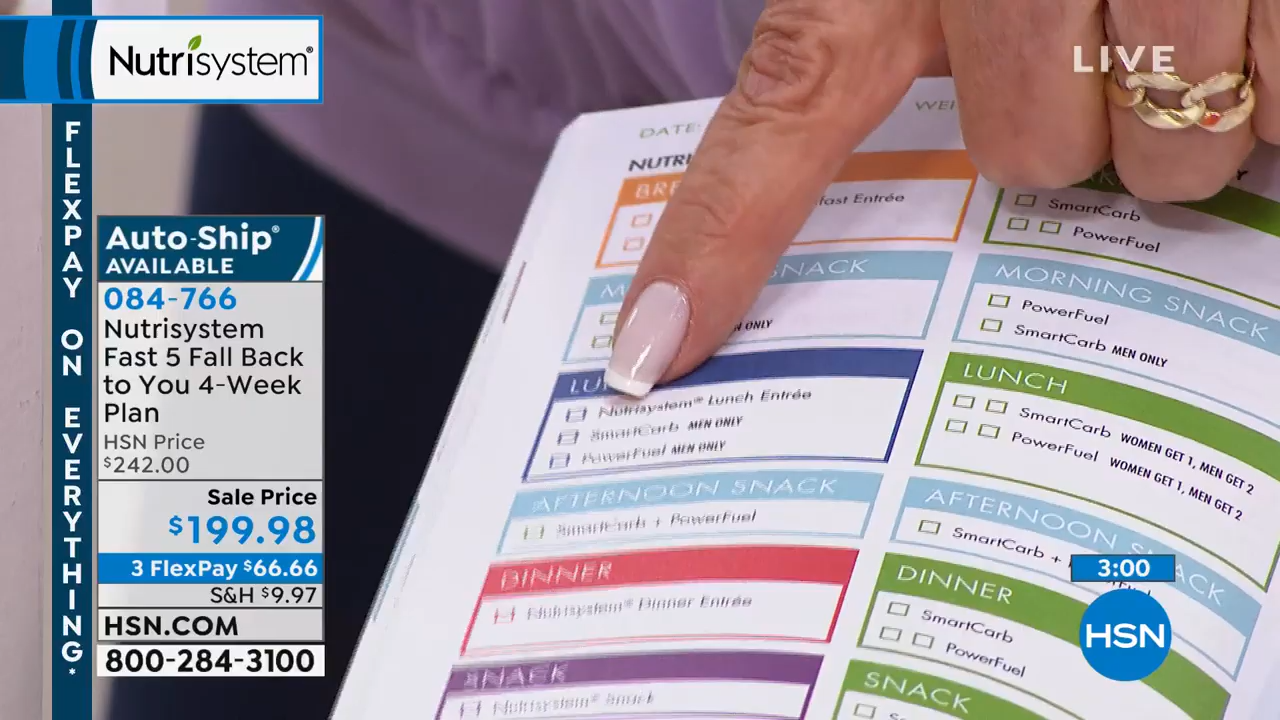 Nutrisystem®
LIVE
FLEXPAY ON EVERYTHING*
Auto-Ship®
AVAILABLE
084-766
Nutrisystem
Fast 5 Fall Back
to You 4-Week
Plan
HSN Price
$242.00
Sale Price
$199.98
3 FlexPay $66.66
S&H $9.97
HSN.COM
800-284-3100
DATE:
Entrée
SNACK
ONLY
Nutrisystem® Lunch Entrée
SmartCarb MEN ONLY
PowerFuel MEN ONLY
AFTERNOON SNACK
SmartCarb + PowerFuel
DINNER
Nutrisystem® Dinner Entrée
SNACK
Nutrisystem® Snack
SmartCarb
PowerFuel
MORNING SNACK
PowerFuel
SmartCarb MEN ONLY
LUNCH
SmartCarb WOMEN GET 1, MEN GET 2
PowerFuel WOMEN GET 1, MEN GET 2
AFTERNOON SNACK
SmartCarb +
DINNER
SmartCarb
PowerFuel
SNACK
3:00
HSN